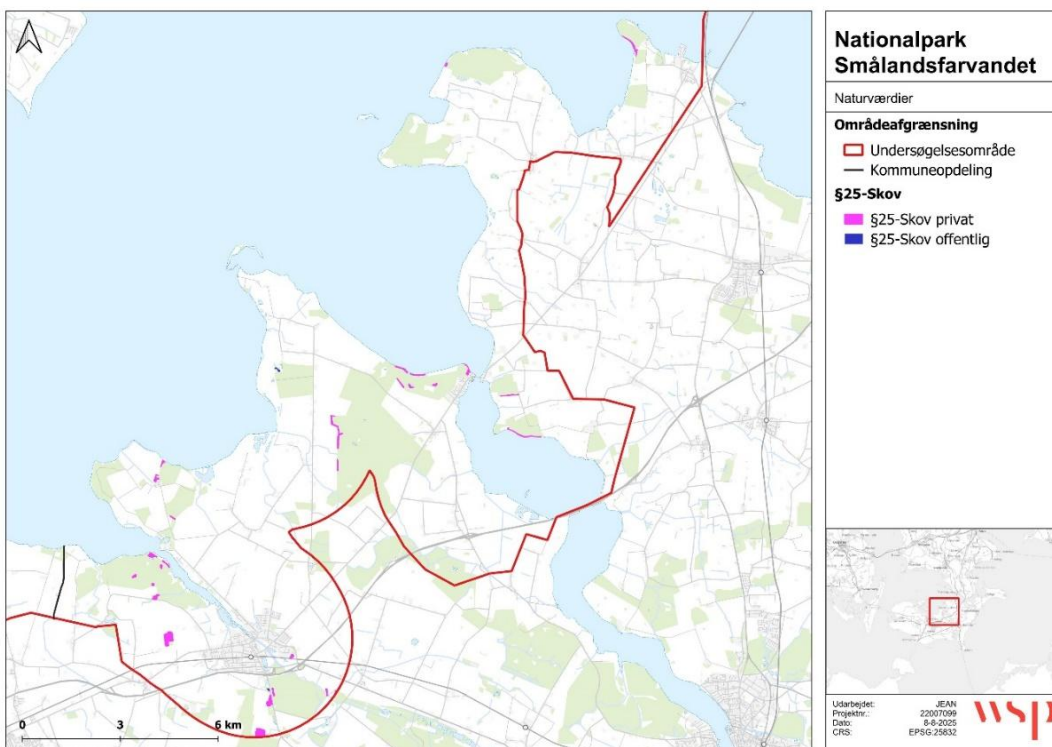 Nationalpark
Smålandsfarvandet
Naturværdier
Områdeafgrænsning
Undersøgelsesområde
Kommuneopdeling
§25-Skov
§25-Skov privat
§25-Skov offentlig
0 3 6 km
Udarbejdet: JEAN
Projektnr.: 22007099
Dato: 8-8-2025
CRS: EPSG:25832
wsp